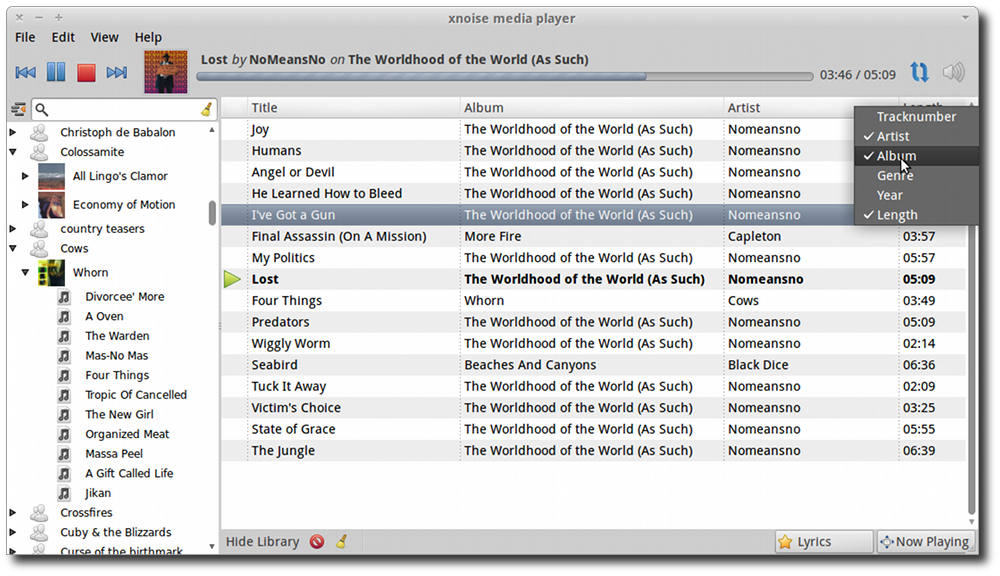 xnoise media player
File Edit View Help
Lost by NoMeansNo on The Worldhood of the World (As Such)
03:46 / 05:09
Title Album Artist Length
Tracknumber
Artist
Album
Genre
Year
Length
Christoph de Babalon
Colossamite
All Lingo's Clamor
Economy of Motion
country teasers
Cows
Whorn
Divorcee' More
A Oven
The Warden
Mas-No Mas
Four Things
Tropic Of Cancelled
The New Girl
Organized Meat
Massa Peel
A Gift Called Life
Jikan
Crossfires
Cuby & the Blizzards
Curse of the birthmark
Joy The Worldhood of the World (As Such) Nomeansno
Humans The Worldhood of the World (As Such) Nomeansno
Angel or Devil The Worldhood of the World (As Such) Nomeansno
He Learned How to Bleed The Worldhood of the World (As Such) Nomeansno
I've Got a Gun The Worldhood of the World (As Such) Nomeansno
Final Assassin (On A Mission) More Fire Capleton 03:57
My Politics The Worldhood of the World (As Such) Nomeansno 05:57
Lost The Worldhood of the World (As Such) Nomeansno 05:09
Four Things Whorn Cows 03:49
Predators The Worldhood of the World (As Such) Nomeansno 05:09
Wiggly Worm The Worldhood of the World (As Such) Nomeansno 02:14
Seabird Beaches And Canyons Black Dice 06:36
Tuck It Away The Worldhood of the World (As Such) Nomeansno 02:09
Victim's Choice The Worldhood of the World (As Such) Nomeansno 03:25
State of Grace The Worldhood of the World (As Such) Nomeansno 05:55
The Jungle The Worldhood of the World (As Such) Nomeansno 06:39
Hide Library Lyrics Now Playing